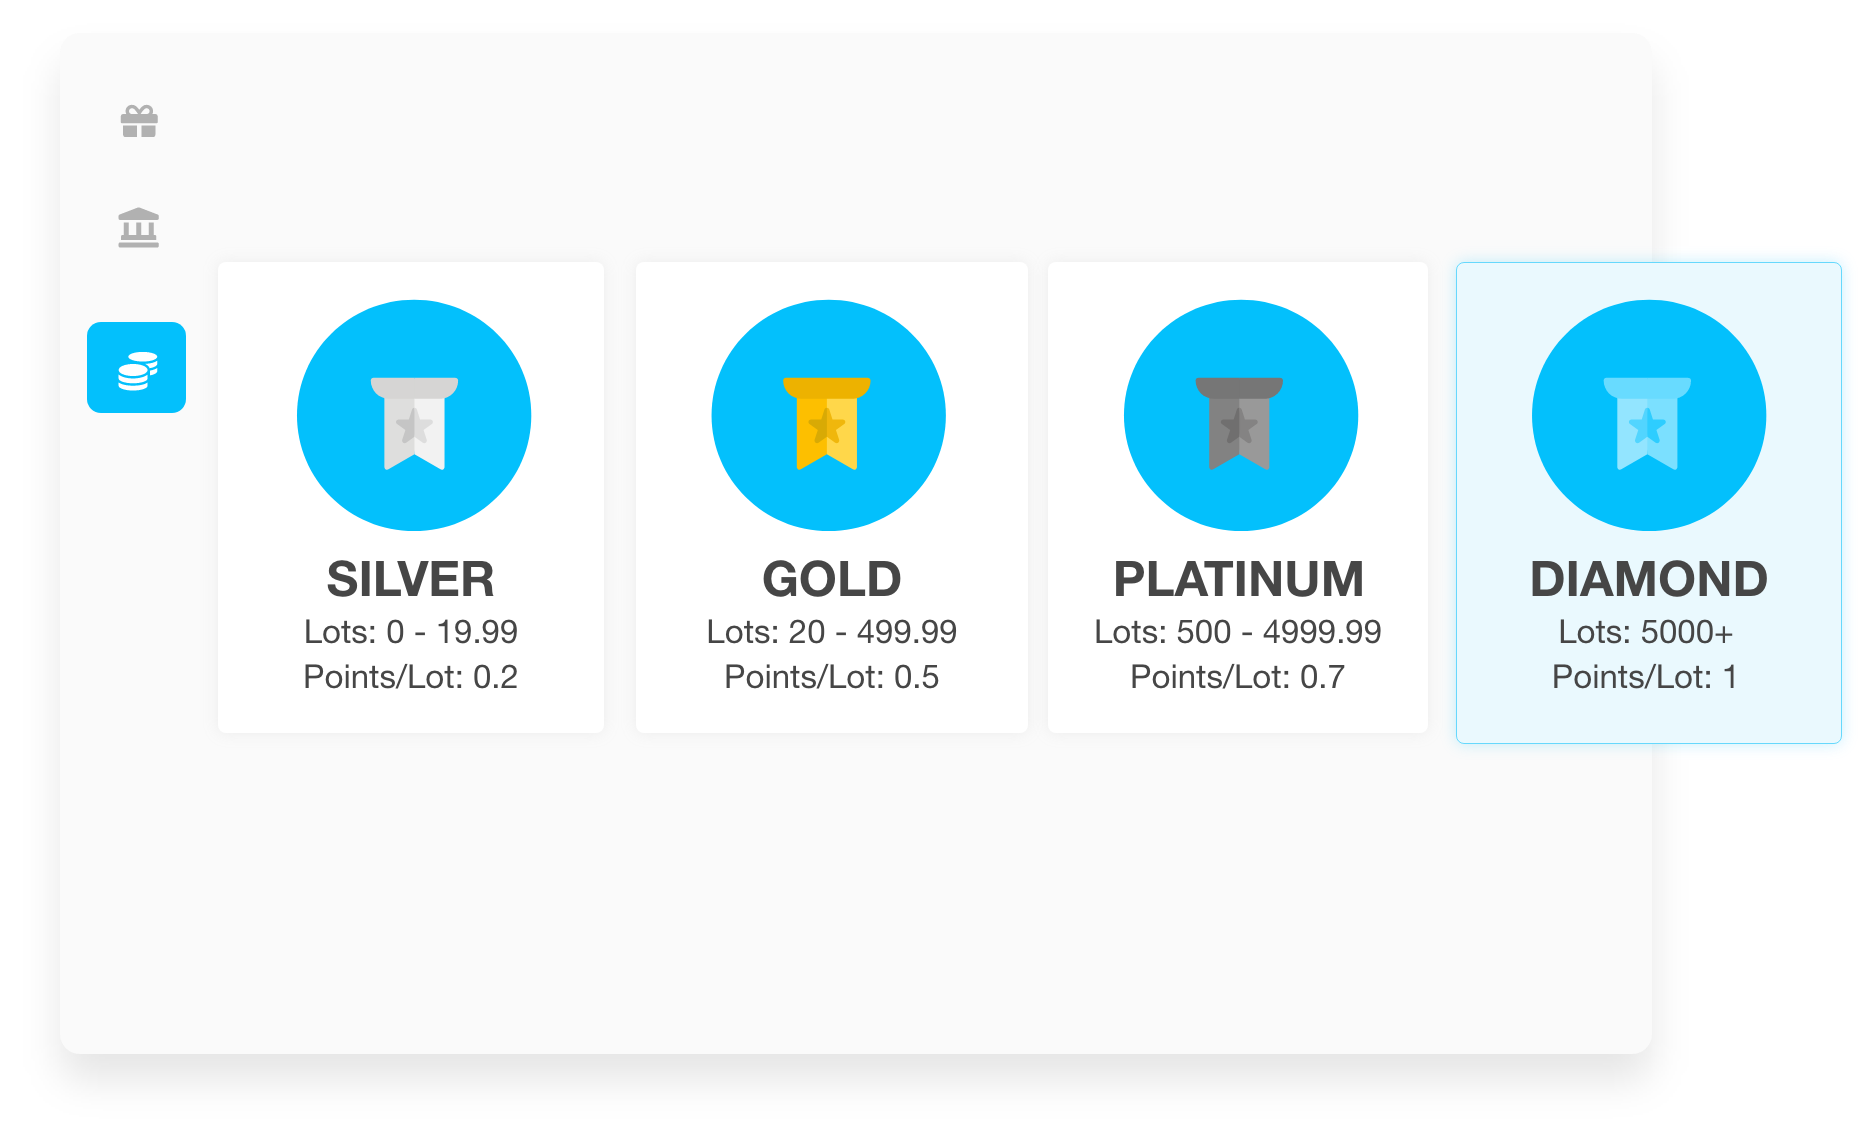 SILVER
Lots: 0 - 19.99
Points/Lot: 0.2
GOLD
Lots: 20 - 499.99
Points/Lot: 0.5
PLATINUM
Lots: 500 - 4999.99
Points/Lot: 0.7
DIAMOND
Lots: 5000+
Points/Lot: 1